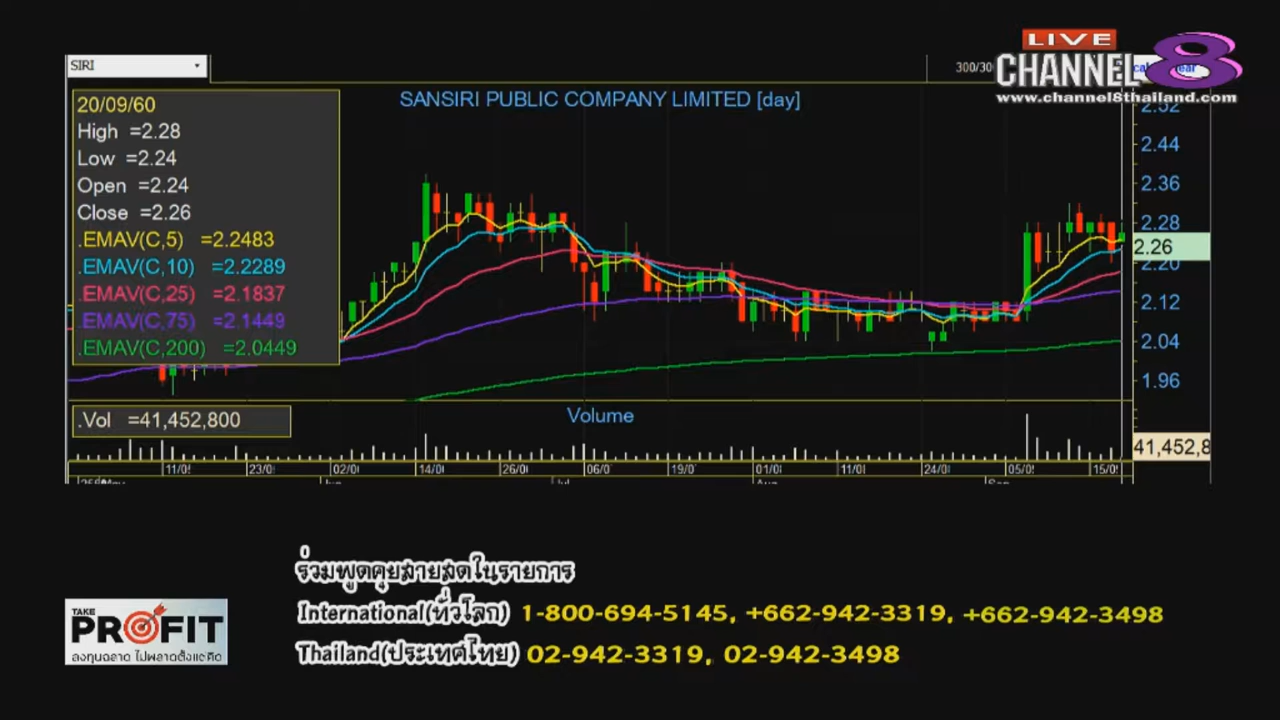 LIVE
SIRI
300/30
CHANNEL 8
www.channel8thailand.com
20/09/60
SANSIRI PUBLIC COMPANY LIMITED [day]
2.52
High =2.28
Low =2.24
2.44
Open =2.24
2.36
Close =2.26
2.28
.EMAV(C,5) =2.2483
2.26
.EMAV(C,10) =2.2289
2.20
.EMAV(C,25) =2.1837
2.12
.EMAV(C,75) =2.1449
2.04
.EMAV(C,200) =2.0449
1.96
.Vol =41,452,800
Volume
41,452,8
11/0 23/0 02/0 14/0 26/0 06/0 19/0 01/0 11/0 24/0 05/0 15/0
ร่วมพูดคุยสายสดในรายการ
TAKE PROFIT
International(ทั่วโลก) 1-800-694-5145, +662-942-3319, +662-942-3498
ลงทุนฉลาด ไม่พลาดตั้งแต่คิด
Thailand(ประเทศไทย) 02-942-3319, 02-942-3498